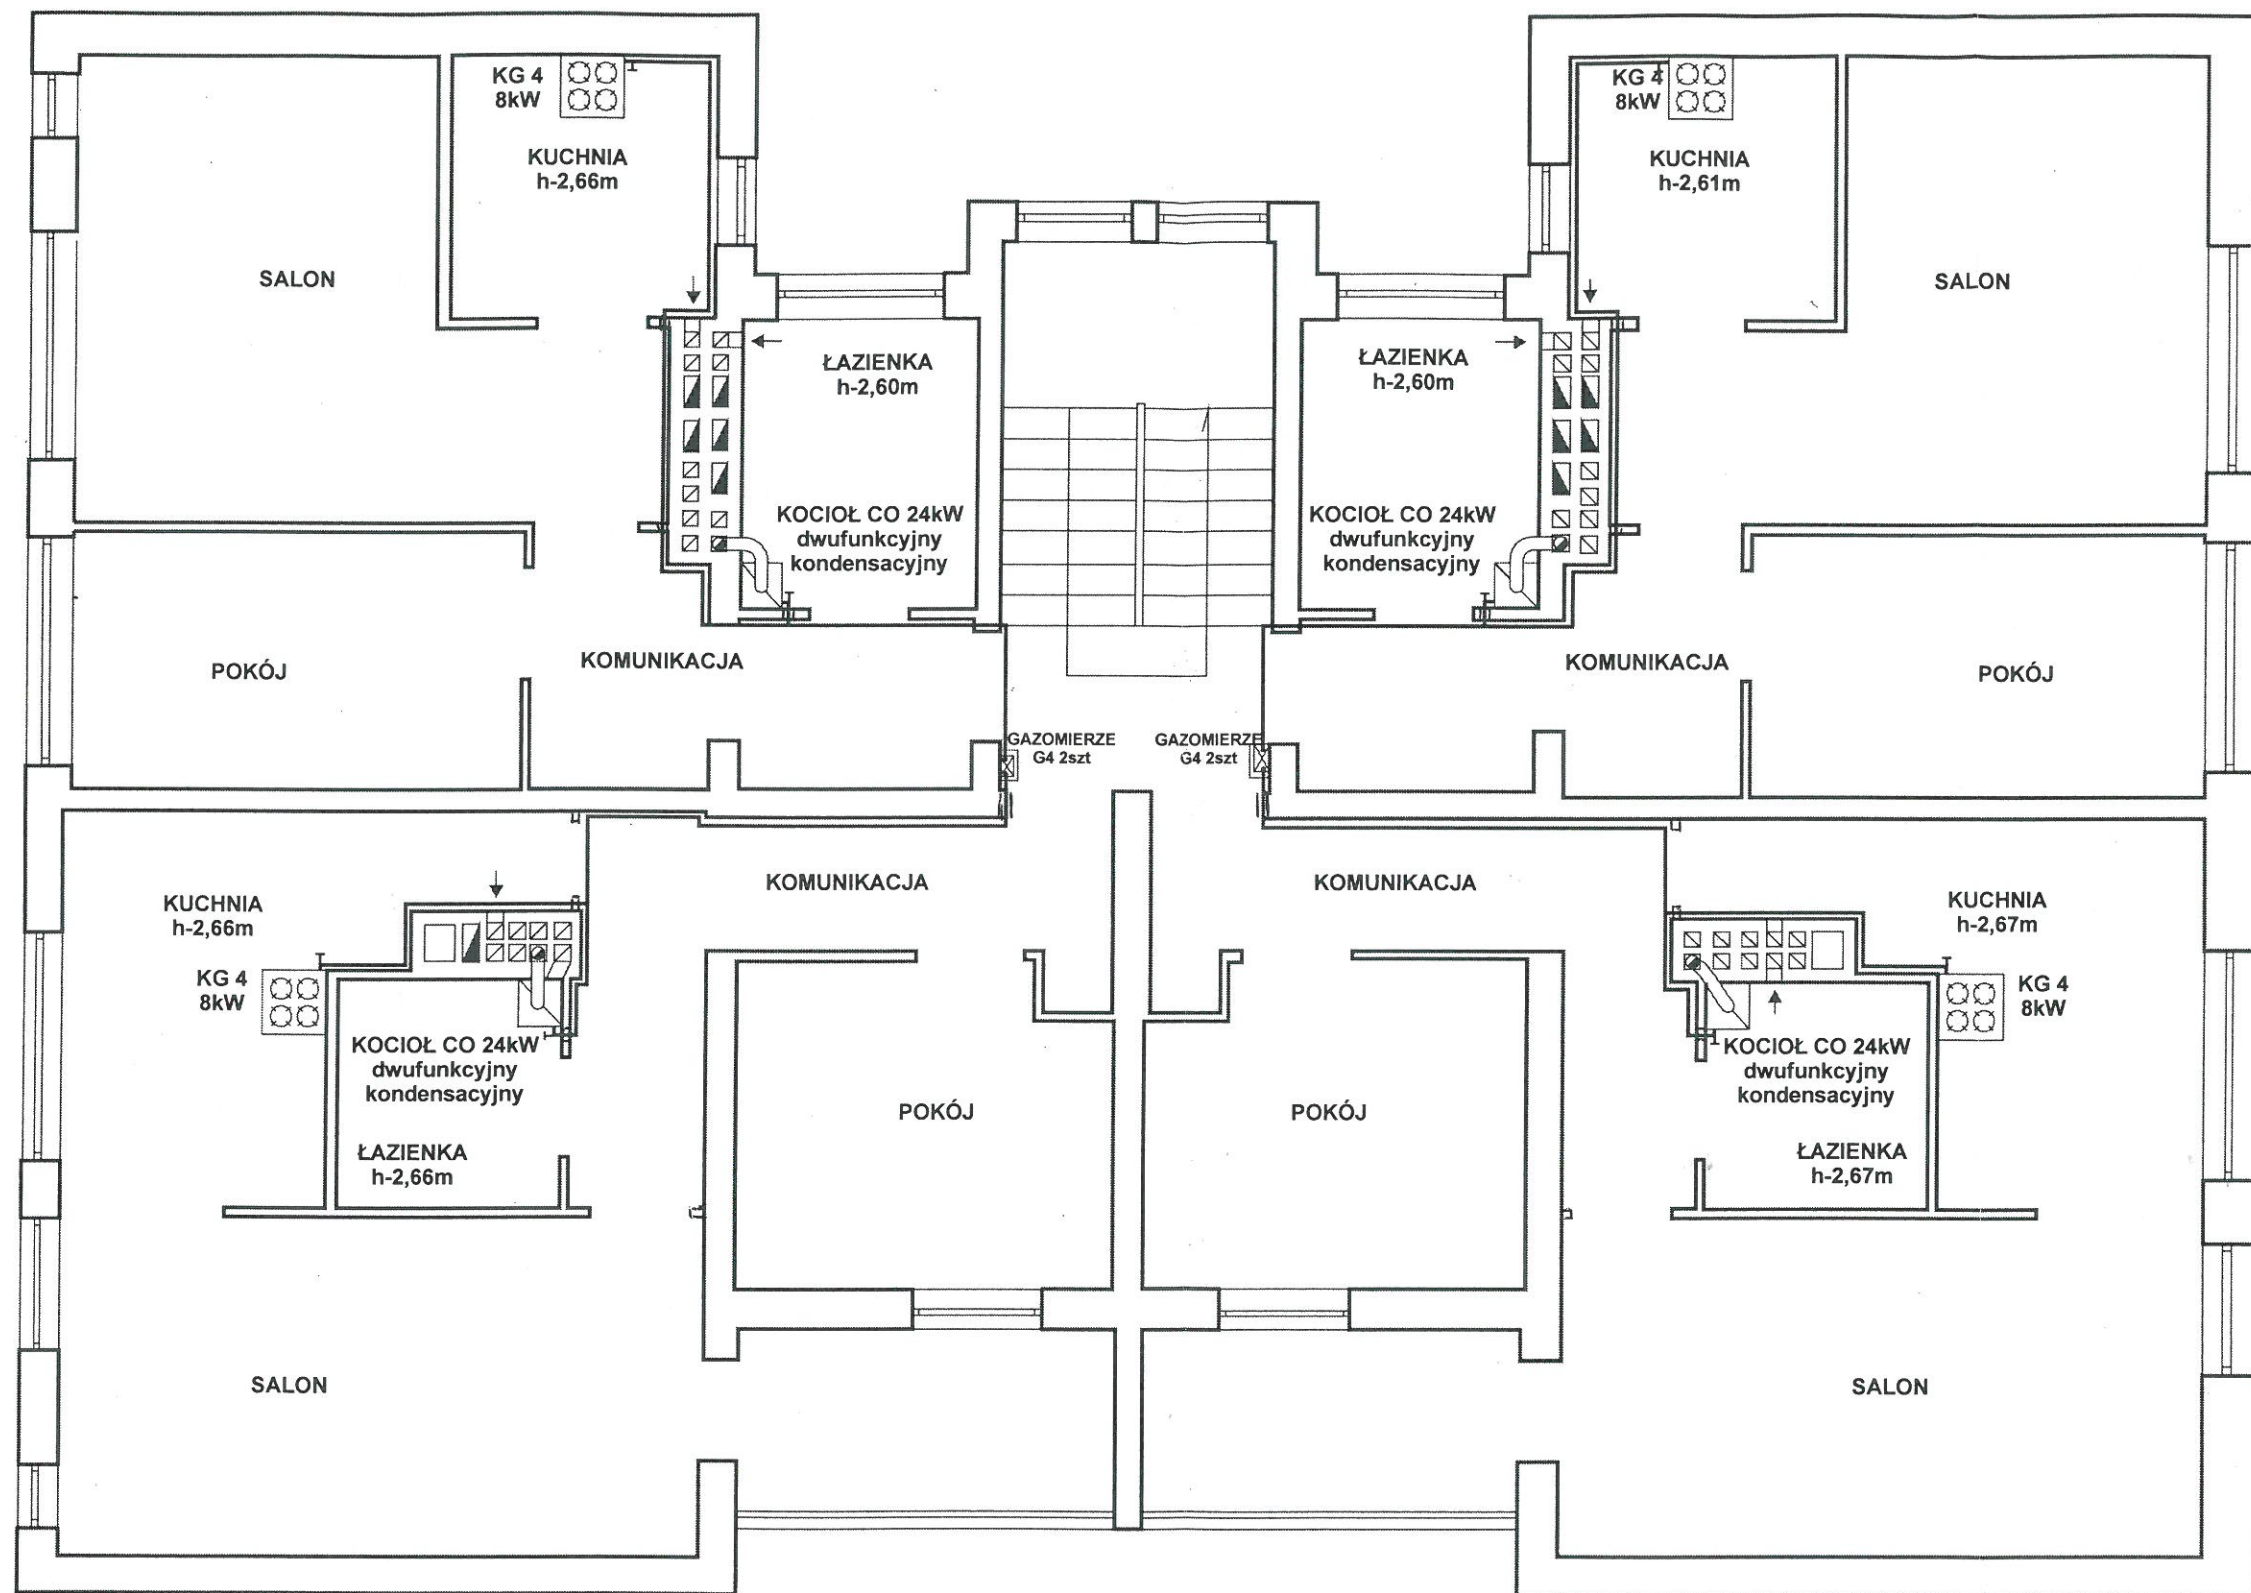 KG 4
8kW
KUCHNIA
h-2,66m
SALON
ŁAZIENKA
h-2,60m
KOCIOŁ CO 24kW
dwufunkcyjny
kondensacyjny
POKÓJ
KOMUNIKACJA
GAZOMIERZE
G4 2szt
KG 4
8kW
KUCHNIA
h-2,61m
SALON
ŁAZIENKA
h-2,60m
KOCIOŁ CO 24kW
dwufunkcyjny
kondensacyjny
KOMUNIKACJA
POKÓJ
GAZOMIERZE
G4 2szt
KUCHNIA
h-2,66m
KG 4
8kW
KOMUNIKACJA
KOCIOŁ CO 24kW
dwufunkcyjny
kondensacyjny
ŁAZIENKA
h-2,66m
POKÓJ
SALON
KOMUNIKACJA
KUCHNIA
h-2,67m
KG 4
8kW
KOCIOŁ CO 24kW
dwufunkcyjny
kondensacyjny
ŁAZIENKA
h-2,67m
POKÓJ
SALON